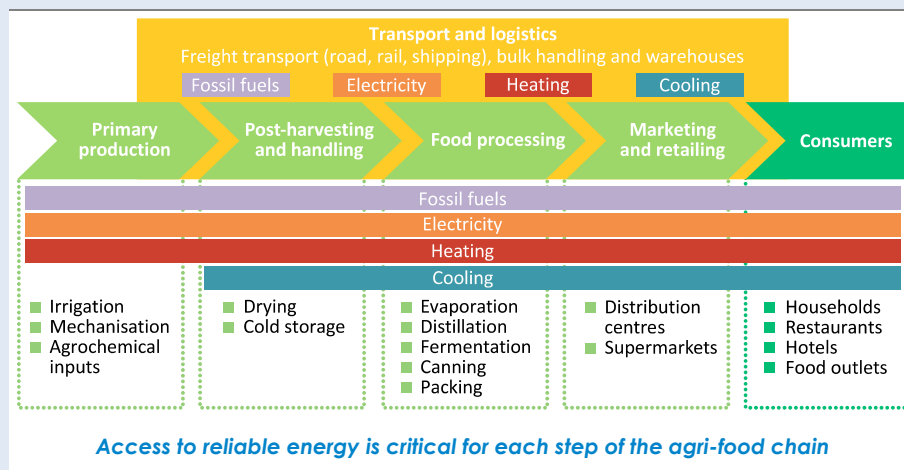 Transport and logistics
Freight transport (road, rail, shipping), bulk handling and warehouses
Fossil fuels
Electricity
Heating
Cooling
Primary
production
Post-harvesting
and handling
Food processing
Marketing
and retailing
Consumers
Fossil fuels
Electricity
Heating
Cooling
Irrigation
Mechanisation
Agrochemical
inputs
Drying
Cold storage
Evaporation
Distillation
Fermentation
Canning
Packing
Distribution
centres
Supermarkets
Households
Restaurants
Hotels
Food outlets
Access to reliable energy is critical for each step of the agri-food chain